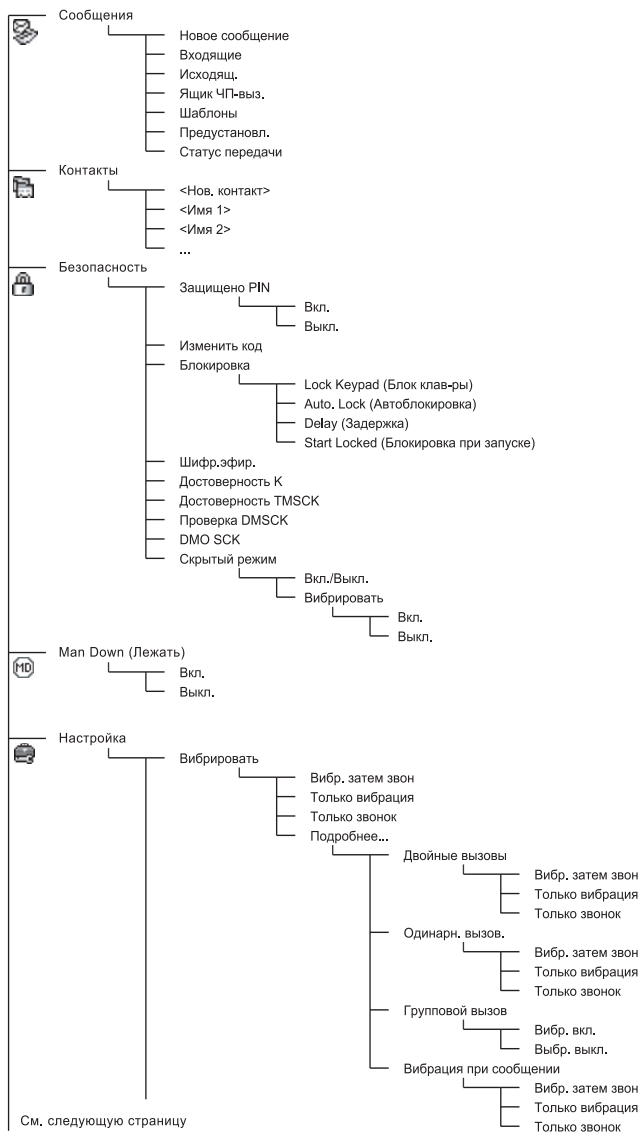 Сообщения
Новое сообщение
Входящие
Исходящ.
Ящик ЧП-выз.
Шаблоны
Предустановл.
Статус передачи
Контакты
<Нов. контакт>
<Имя 1>
<Имя 2>
...
Безопасность
Защищено PIN
Вкл.
Выкл.
Изменить код
Блокировка
Lock Keypad (Блок клав-ры)
Auto. Lock (Автоблокировка)
Delay (Задержка)
Start Locked (Блокировка при запуске)
Шифр.эфир.
Достоверность K
Достоверность TMSCK
Проверка DMSCK
DMO SCK
Скрытый режим
Вкл./Выкл.
Вибрировать
Вкл.
Выкл.
Man Down (Лежать)
MD
Вкл.
Выкл.
Настройка
Вибрировать
Вибр. затем звон
Только вибрация
Только звонок
Подробнее...
Двойные вызовы
Вибр. затем звон
Только вибрация
Только звонок
Одинарн. вызов.
Вибр. затем звон
Только вибрация
Только звонок
Групповой вызов
Вибр. вкл.
Выбр. выкл.
Вибрация при сообщении
Вибр. затем звон
Только вибрация
Только звонок
См. следующую страницу